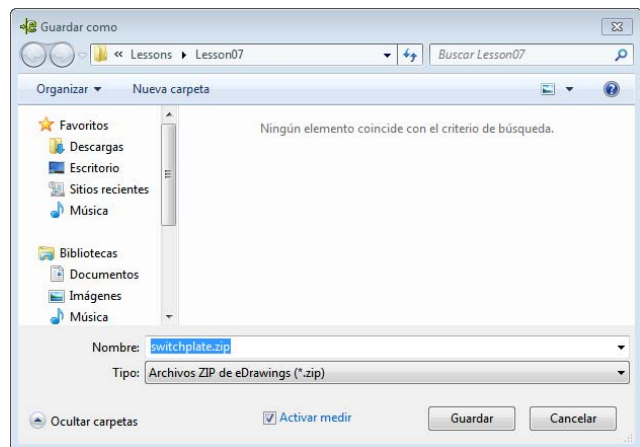 Guardar como
« Lessons Lesson07
Buscar Lesson07
Organizar
Nueva carpeta
Favoritos
Descargas
Escritorio
Sitios recientes
Música
Bibliotecas
Documentos
Imágenes
Música
Ningún elemento coincide con el criterio de búsqueda.
Nombre: switchplate.zip
Tipo: Archivos ZIP de eDrawings (*.zip)
Ocultar carpetas
Activar medir
Guardar
Cancelar